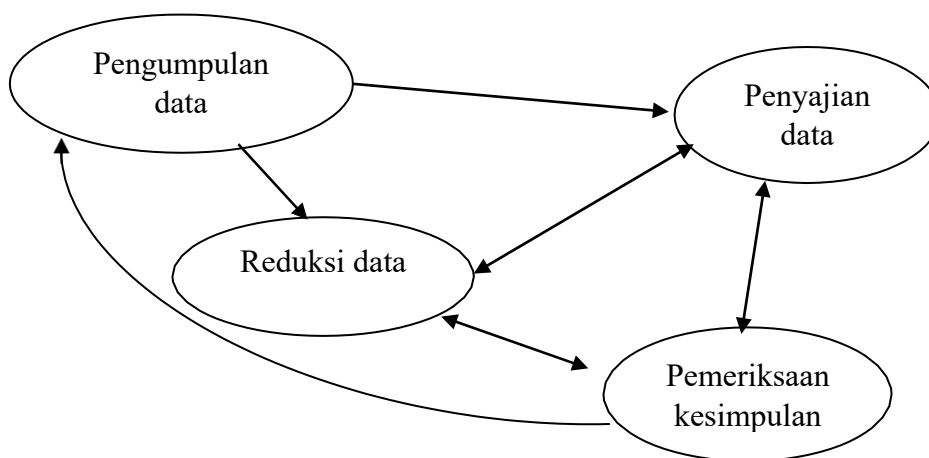 Pengumpulan
data
Penyajian
data
Reduksi data
Pemeriksaan
kesimpulan